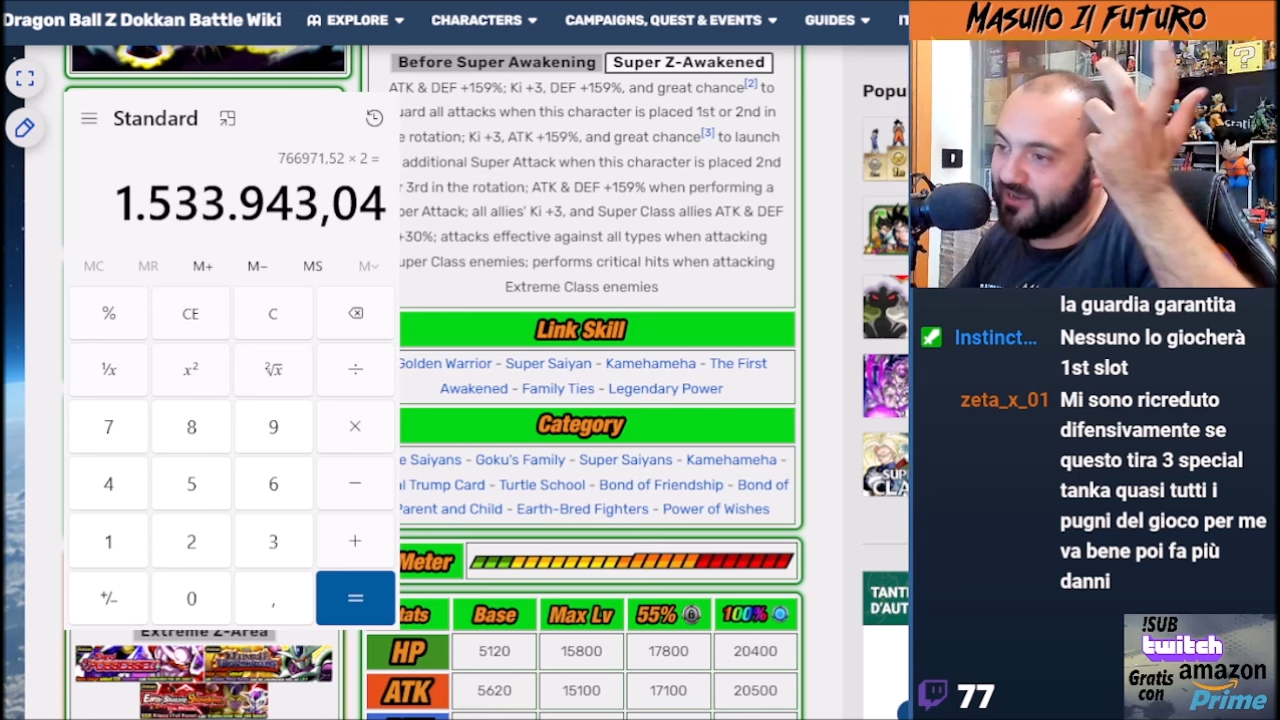 Dragon Ball Z Dokkan Battle Wiki
EXPLORE
CHARACTERS
CAMPAIGNS, QUEST & EVENTS
GUIDES
Before Super Awakening
Super Z-Awakened
ATK & DEF +159%; Ki +3, DEF +159%, and great chance[2] to
uard all attacks when this character is placed 1st or 2nd in
e rotation; Ki +3, ATK +159%, and great chance[3] to launch
additional Super Attack when this character is placed 2nd
r 3rd in the rotation; ATK & DEF +159% when performing a
per Attack; all allies' Ki +3, and Super Class allies ATK & DEF
+30%; attacks effective against all types when attacking
uper Class enemies; performs critical hits when attacking
Extreme Class enemies
Link Skill
Golden Warrior - Super Saiyan - Kamehameha - The First
Awakened - Family Ties - Legendary Power
Category
e Saiyans - Goku's Family - Super Saiyans - Kamehameha -
al Trump Card - Turtle School - Bond of Friendship - Bond of
Parent and Child - Earth-Bred Fighters - Power of Wishes
Meter
tats Base Max Lv 55% 100%
HP 5120 15800 17800 20400
ATK 5620 15100 17100 20500
Standard
766971,52 × 2 =
1.533.943,04
MC MR M+ M− MS M
% CE C
¹/x x² ²√x ÷
7 8 9 ×
4 5 6 −
1 2 3 +
+/− 0 , =
Extreme Z-Area
Popu
SUP
CLA
TANT
D'AUT
MASULLO IL FUTURO
la guardia garantita
Instinct... Nessuno lo giocherà
1st slot
zeta_x_01 Mi sono ricreduto
difensivamente se
questo tira 3 special
tanka quasi tutti i
pugni del gioco per me
va bene poi fa più
danni
77
!SUB
twitch
Gratis
con
amazon
Prime